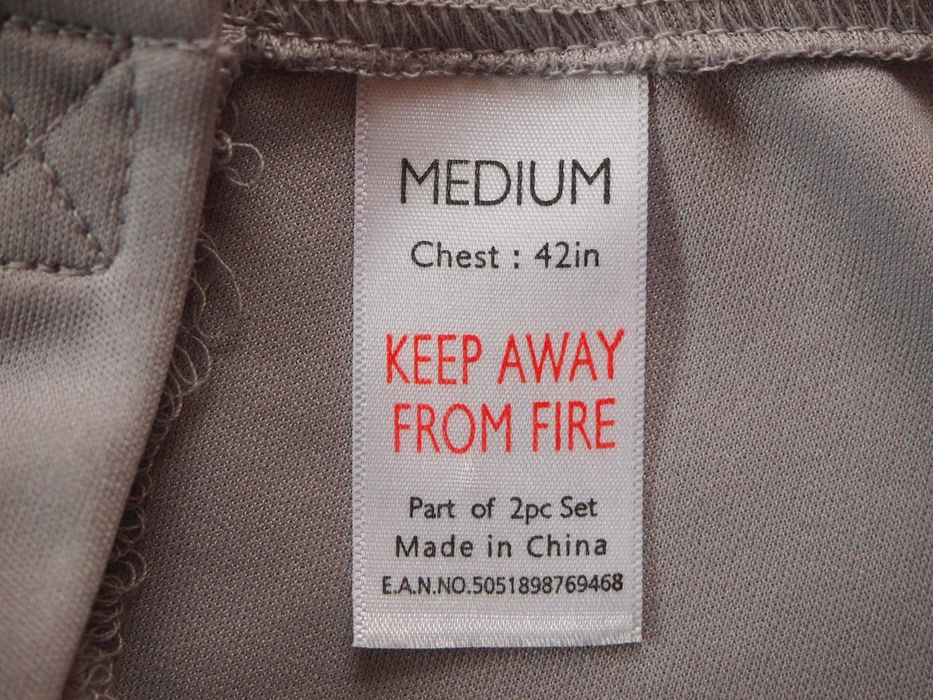 MEDIUM
Chest : 42in
KEEP AWAY
FROM FIRE
Part of 2pc Set
Made in China
E.A.N.NO.5051898769468